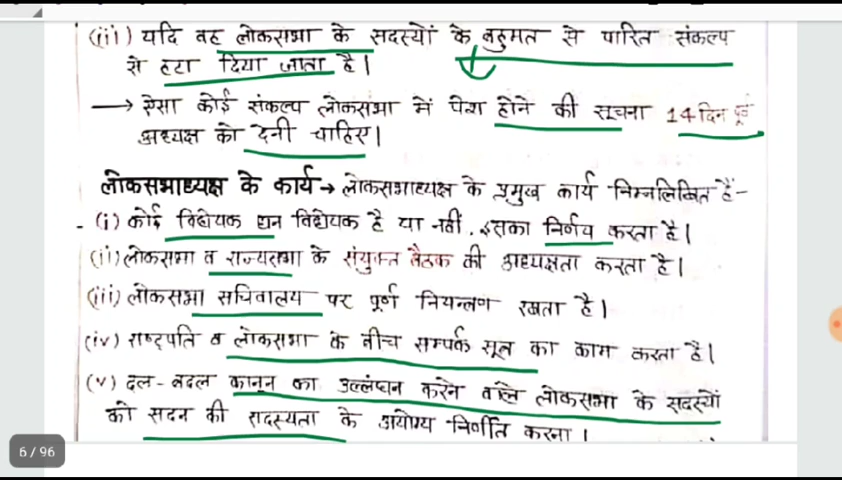 (iii) यदि वह लोकसभा के सदस्यों के बहुमत से पारित संकल्प
से हटा दिया जाता है।
→ ऐसा कोई संकल्प लोकसभा में पेश होने की सूचना 14 दिन पूर्व
अध्यक्ष को देनी चाहिए।
लोकसभाध्यक्ष के कार्य→ लोकसभाध्यक्ष के प्रमुख कार्य निम्नलिखित हैं-
(i) कोई विधेयक धन विधेयक है या नहीं, इसका निर्णय करता है।
(ii) लोकसभा व राज्यसभा के संयुक्त बैठक की अध्यक्षता करता है।
(iii) लोकसभा सचिवालय पर पूर्ण नियन्त्रण रखता है।
(iv) राष्ट्रपति व लोकसभा के बीच सम्पर्क सूत्र का काम करता है।
(v) दल-बदल कानून का उल्लंघन करने वाले लोकसभा के सदस्यों
को सदन की सदस्यता के अयोग्य निर्णीत करना।
6 / 96